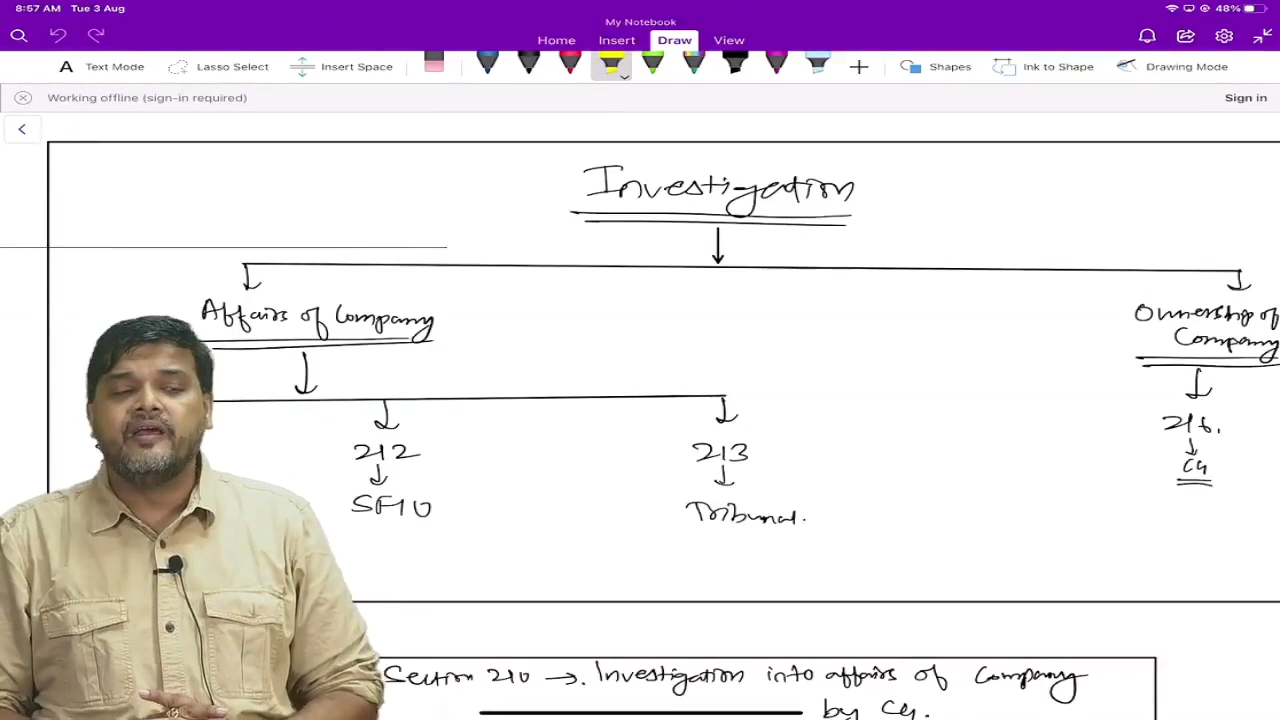 8:57 AM Tue 3 Aug
48%
My Notebook
Home Insert Draw View
A Text Mode Lasso Select Insert Space Shapes Ink to Shape Drawing Mode
Working offline (sign-in required) Sign in
Investigation
Affairs of Company
Ownership of
Company
212
213
216.
SFIO
Tribunal.
CG
Section 210 →. Investigation into affairs of Company
by CG.